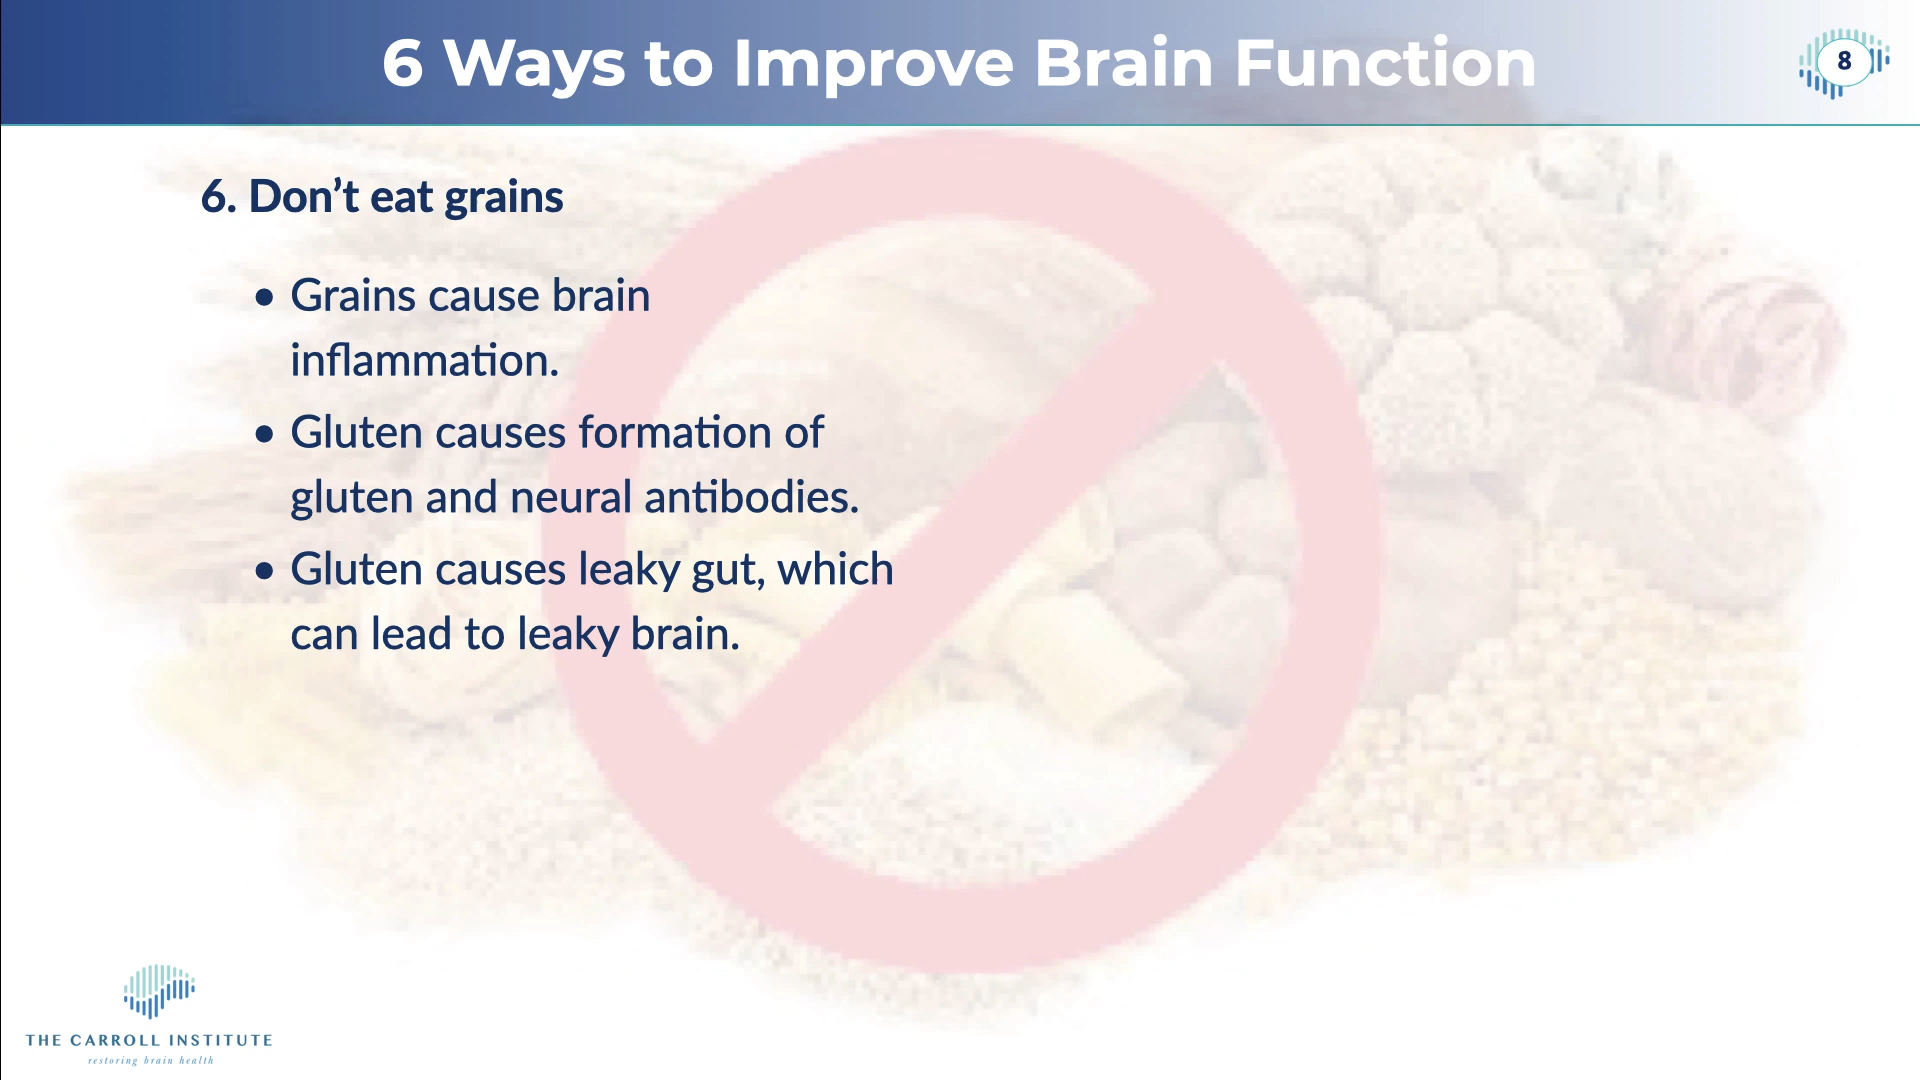 6 Ways to Improve Brain Function
8
6. Don’t eat grains
• Grains cause brain
inflammation.
• Gluten causes formation of
gluten and neural antibodies.
• Gluten causes leaky gut, which
can lead to leaky brain.
THE CARROLL INSTITUTE
restoring brain health